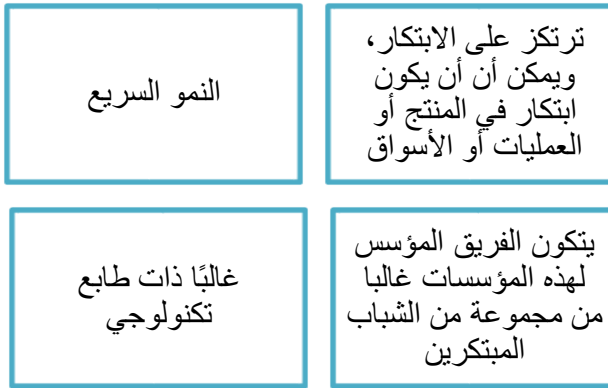 ترتكز على الابتكار،
ويمكن أن أن يكون
ابتكار في المنتج أو
العمليات أو الأسواق
النمو السريع
يتكون الفريق المؤسس
لهذه المؤسسات غالبا
من مجموعة من الشباب
المبتكرين
غالبًا ذات طابع
تكنولوجي